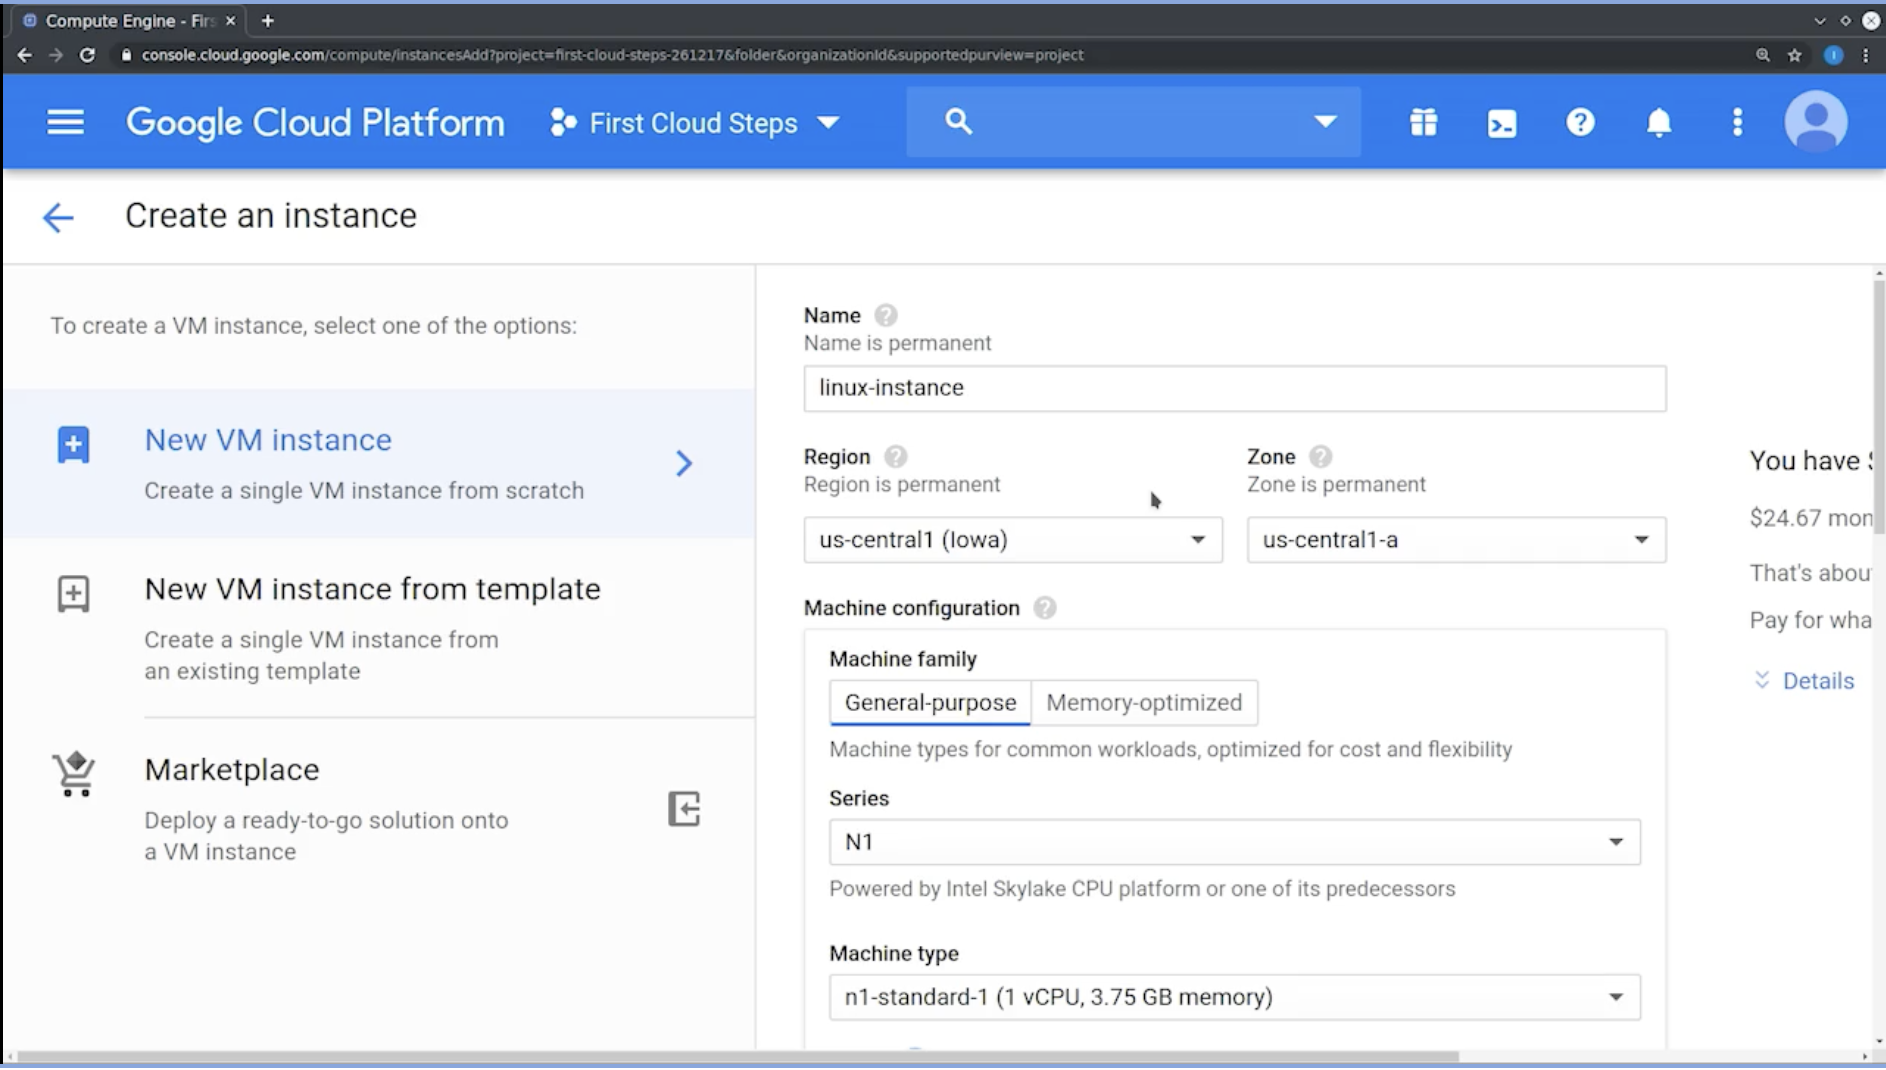 Compute Engine - Firs
console.cloud.google.com/compute/instancesAdd?project=first-cloud-steps-261217&folder&organizationId&supportedpurview=project
Google Cloud Platform
First Cloud Steps
Create an instance
To create a VM instance, select one of the options:
New VM instance
Create a single VM instance from scratch
New VM instance from template
Create a single VM instance from
an existing template
Marketplace
Deploy a ready-to-go solution onto
a VM instance
Name
Name is permanent
linux-instance
Region
Region is permanent
us-central1 (Iowa)
Zone
Zone is permanent
us-central1-a
Machine configuration
Machine family
General-purpose
Memory-optimized
Machine types for common workloads, optimized for cost and flexibility
Series
N1
Powered by Intel Skylake CPU platform or one of its predecessors
Machine type
n1-standard-1 (1 vCPU, 3.75 GB memory)
You have
$24.67 mon
That's abou
Pay for wha
Details